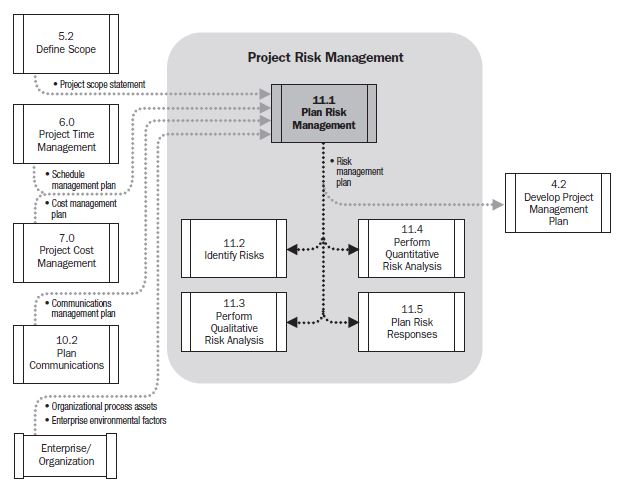 5.2
Define Scope
• Project scope statement
6.0
Project Time
Management
• Schedule
management plan
• Cost management
plan
7.0
Project Cost
Management
• Communications
management plan
10.2
Plan
Communications
• Organizational process assets
• Enterprise environmental factors
Enterprise/
Organization
Project Risk Management
11.1
Plan Risk
Management
• Risk
management
plan
4.2
Develop Project
Management
Plan
11.2
Identify Risks
11.4
Perform
Quantitative
Risk Analysis
11.3
Perform
Qualitative
Risk Analysis
11.5
Plan Risk
Responses